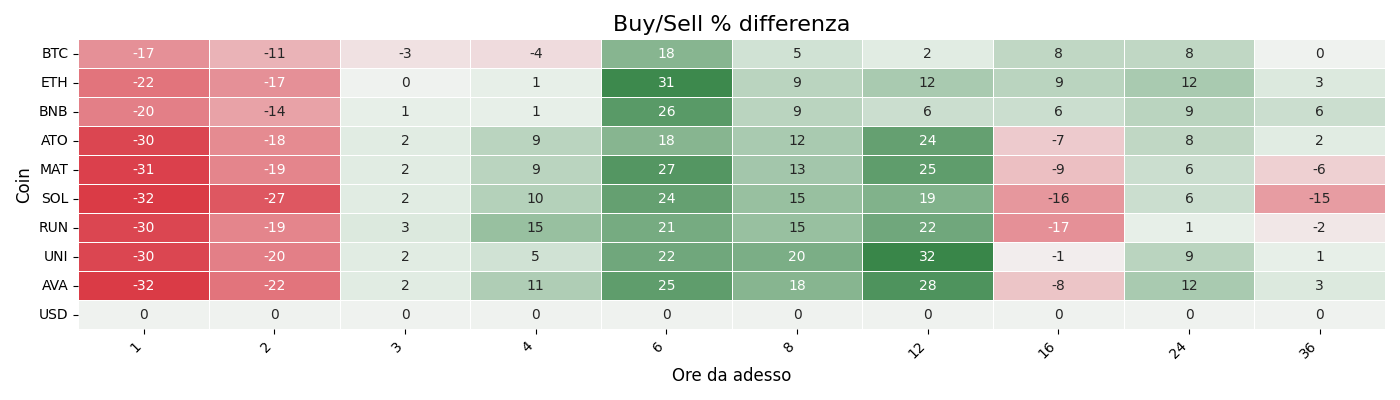 Buy/Sell % differenza
Coin
BTC -17 -11 -3 -4 18 5 2 8 8 0
ETH -22 -17 0 1 31 9 12 9 12 3
BNB -20 -14 1 1 26 9 6 6 9 6
ATO -30 -18 2 9 18 12 24 -7 8 2
MAT -31 -19 2 9 27 13 25 -9 6 -6
SOL -32 -27 2 10 24 15 19 -16 6 -15
RUN -30 -19 3 15 21 15 22 -17 1 -2
UNI -30 -20 2 5 22 20 32 -1 9 1
AVA -32 -22 2 11 25 18 28 -8 12 3
USD 0 0 0 0 0 0 0 0 0 0
1 2 3 4 6 8 12 16 24 36
Ore da adesso